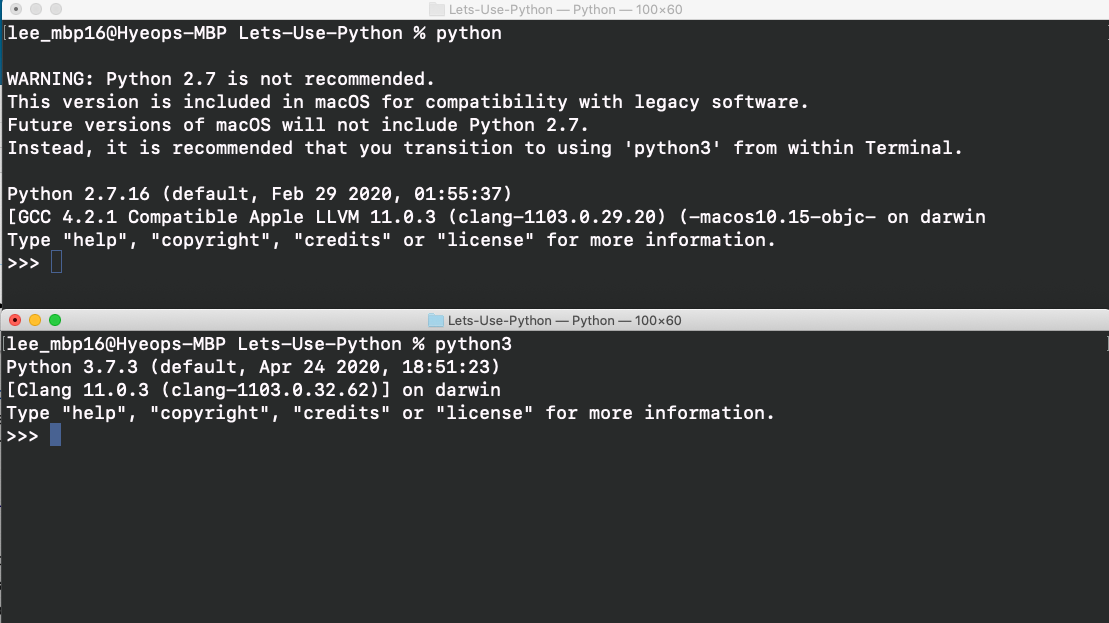 Lets-Use-Python — Python — 100×60
[lee_mbp16@Hyeops-MBP Lets-Use-Python % python
WARNING: Python 2.7 is not recommended.
This version is included in macOS for compatibility with legacy software.
Future versions of macOS will not include Python 2.7.
Instead, it is recommended that you transition to using 'python3' from within Terminal.
Python 2.7.16 (default, Feb 29 2020, 01:55:37)
[GCC 4.2.1 Compatible Apple LLVM 11.0.3 (clang-1103.0.29.20) (-macos10.15-objc- on darwin
Type "help", "copyright", "credits" or "license" for more information.
>>>
Lets-Use-Python — Python — 100×60
[lee_mbp16@Hyeops-MBP Lets-Use-Python % python3
Python 3.7.3 (default, Apr 24 2020, 18:51:23)
[Clang 11.0.3 (clang-1103.0.32.62)] on darwin
Type "help", "copyright", "credits" or "license" for more information.
>>>